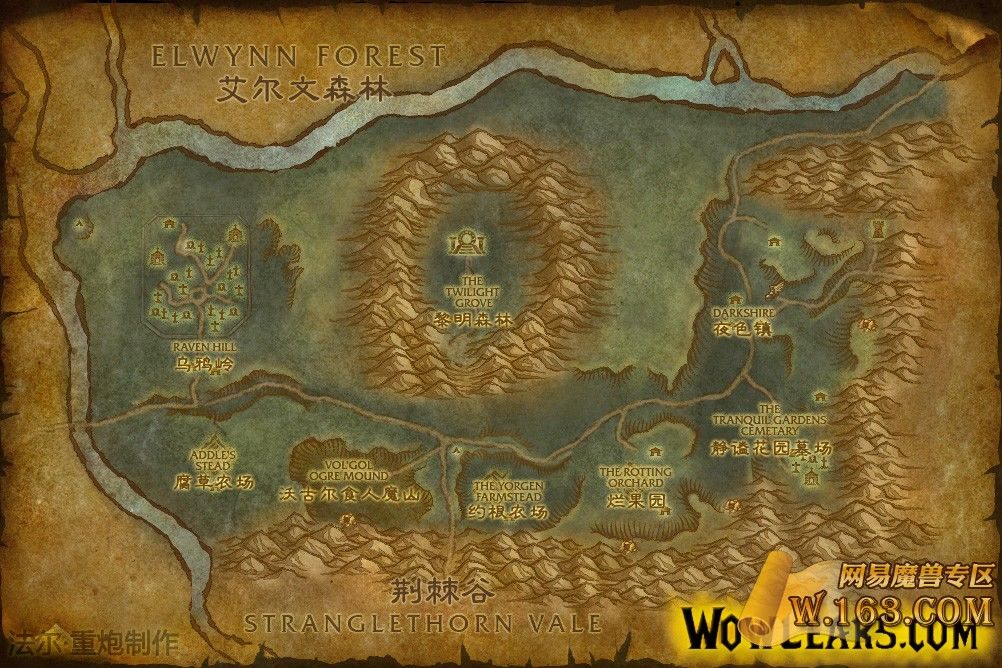 ELWYNN FOREST
艾尔文森林
THE
TWILIGHT
GROVE
黎明森林
DARKSHIRE
夜色镇
RAVEN HILL
乌鸦岭
THE
TRANQUIL GARDENS
CEMETARY
静谧花园墓场
ADDLE'S
STEAD
腐草农场
VOL'GOL
OGRE MOUND
沃古尔食人魔山
THE YORGEN
FARMSTEAD
约根农场
THE ROTTING
ORCHARD
烂果园
荆棘谷
STRANGLETHORN VALE
网易魔兽专区
W.163.COM
WOWLEAKS.COM
法尔·重炮制作